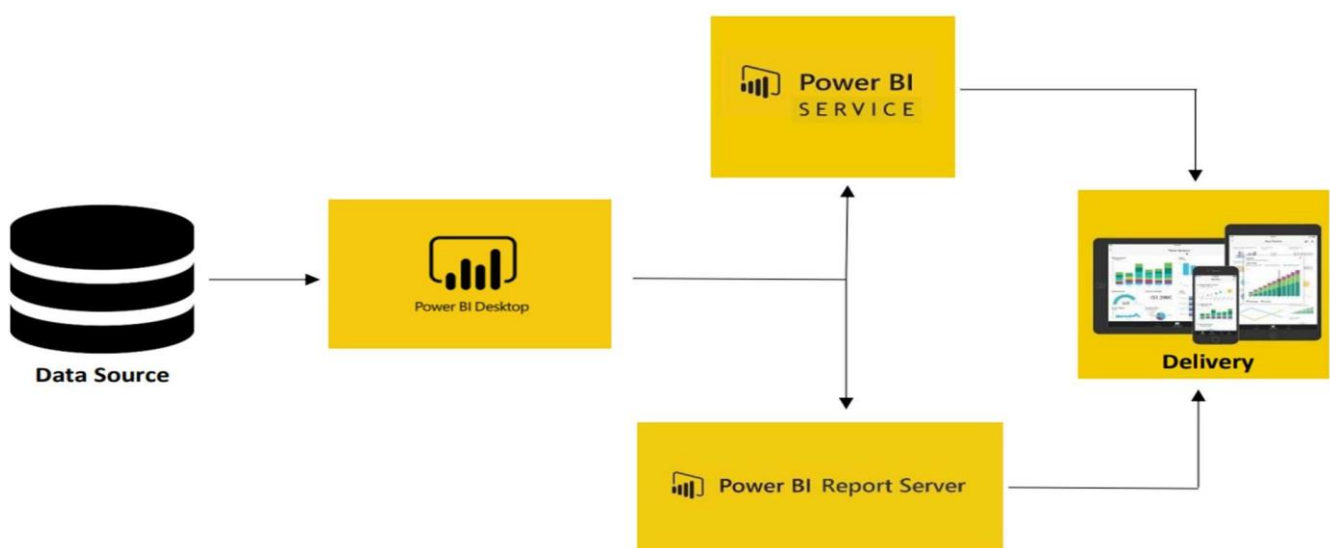 Power BI
SERVICE
Power BI Desktop
Data Source
Delivery
Power BI Report Server